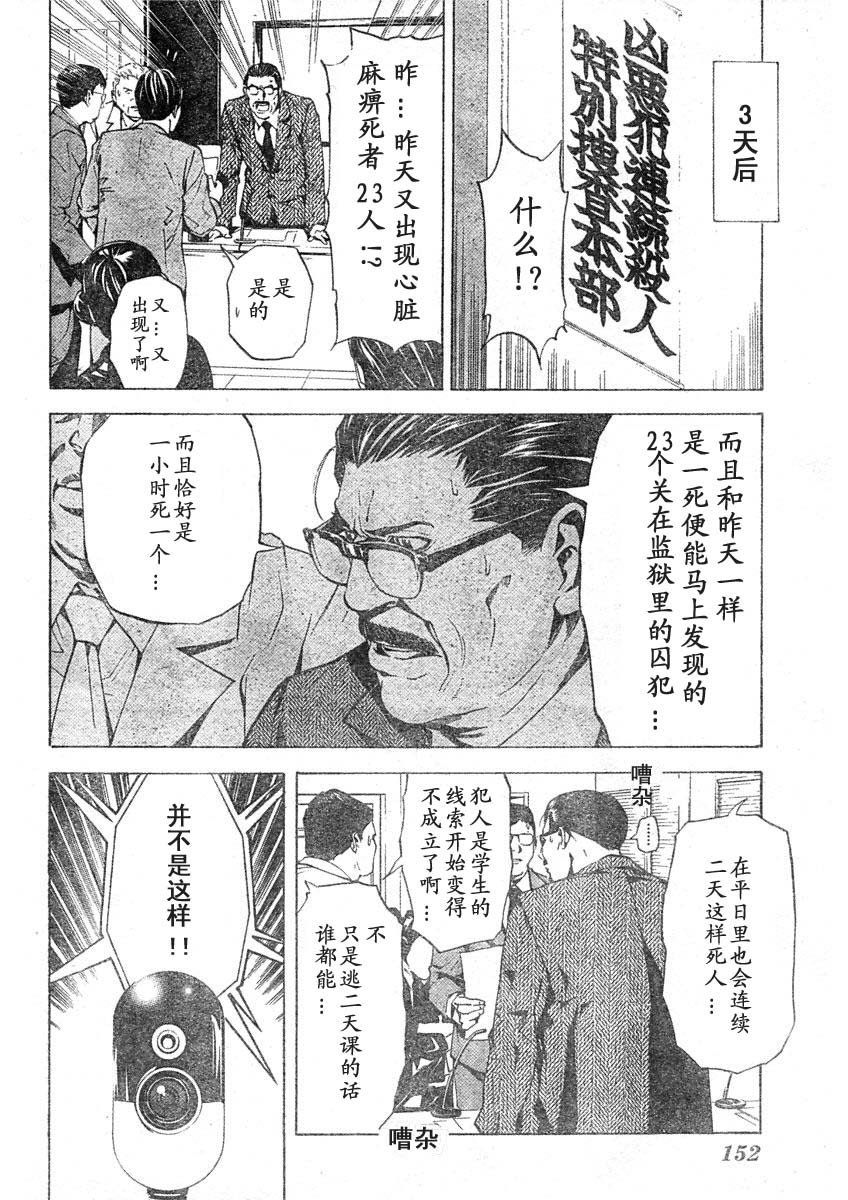 3天后
凶悪犯連続殺人
特別捜査本部
什么!?
昨…昨天又出现心脏
麻痹死者23人!?
是
是的
又…又
出现了啊
而且和昨天一样
是一死便能马上发现的
23个关在监狱里的囚犯…
而且恰好是
一小时死一个…
嘈杂
……
在平日里也会连续
二天这样死人…
犯人是学生的
线索开始变得
不成立了啊…
不
只是逃二天课的话
谁都能…
嘈杂
并不是这样!!
152